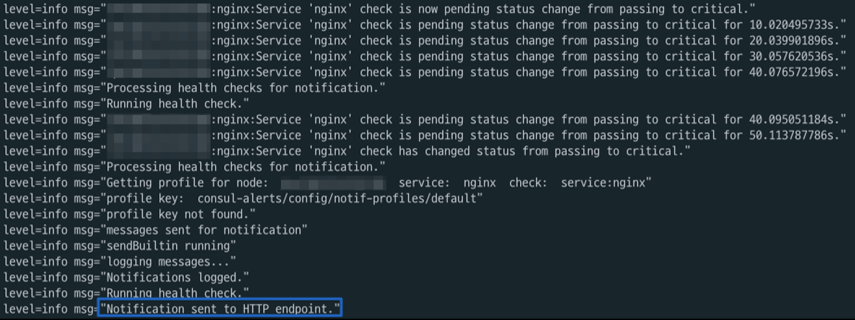 level=info msg=" :nginx:Service 'nginx' check is now pending status change from passing to critical."
level=info msg=" :nginx:Service 'nginx' check is pending status change from passing to critical for 10.020495733s."
level=info msg=" :nginx:Service 'nginx' check is pending status change from passing to critical for 20.039901896s."
level=info msg=" :nginx:Service 'nginx' check is pending status change from passing to critical for 30.057620536s."
level=info msg=" :nginx:Service 'nginx' check is pending status change from passing to critical for 40.076572196s."
level=info msg="Processing health checks for notification."
level=info msg="Running health check."
level=info msg=" :nginx:Service 'nginx' check is pending status change from passing to critical for 40.095051184s."
level=info msg=" :nginx:Service 'nginx' check is pending status change from passing to critical for 50.113787786s."
level=info msg=" :nginx:Service 'nginx' check has changed status from passing to critical."
level=info msg="Processing health checks for notification."
level=info msg="Getting profile for node: service: nginx check: service:nginx"
level=info msg="profile key: consul-alerts/config/notif-profiles/default"
level=info msg="profile key not found."
level=info msg="messages sent for notification"
level=info msg="sendBuiltin running"
level=info msg="logging messages..."
level=info msg="Notifications logged."
level=info msg="Running health check."
level=info msg="Notification sent to HTTP endpoint."